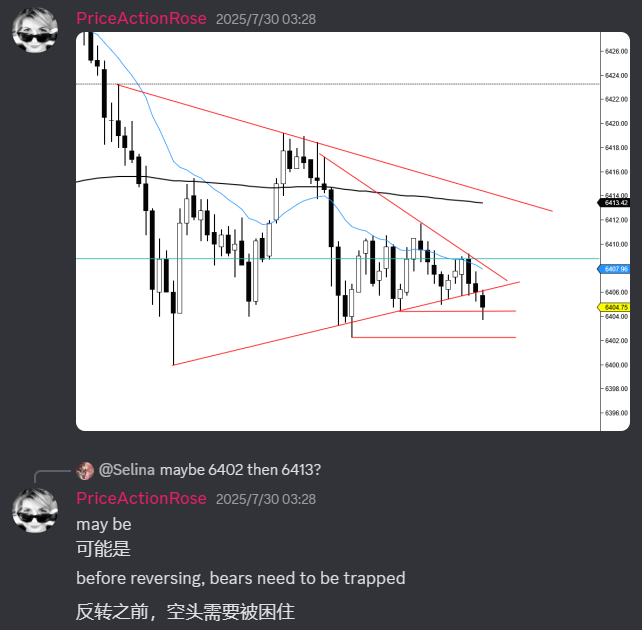 PriceActionRose 2025/7/30 03:28
6426.00
6424.00
6422.00
6420.00
6418.00
6416.00
6414.00
6413.42
6412.00
6410.00
6407.96
6406.00
6404.75
6404.00
6402.00
6400.00
6398.00
6396.00
@Selina maybe 6402 then 6413?
PriceActionRose 2025/7/30 03:28
may be
可能是
before reversing, bears need to be trapped
反转之前，空头需要被困住